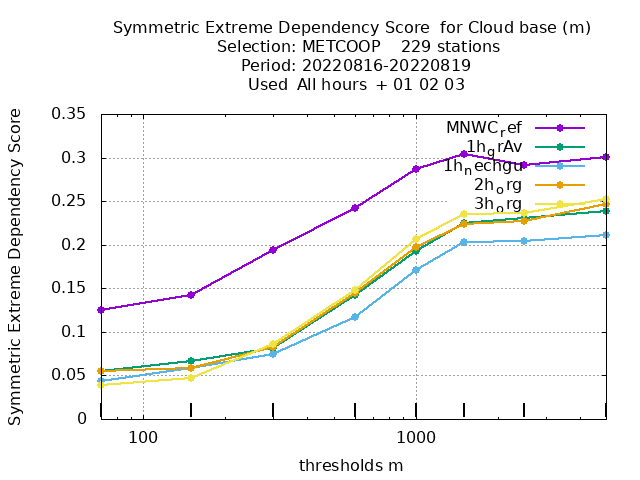 Symmetric Extreme Dependency Score for Cloud base (m)
Selection: METCOOP 229 stations
Period: 20220816-20220819
Used All hours + 01 02 03
Symmetric Extreme Dependency Score
0.35
0.3
0.25
0.2
0.15
0.1
0.05
0
MNWCref
1hgrAv
1hnechgu
2horg
3horg
100
1000
thresholds m